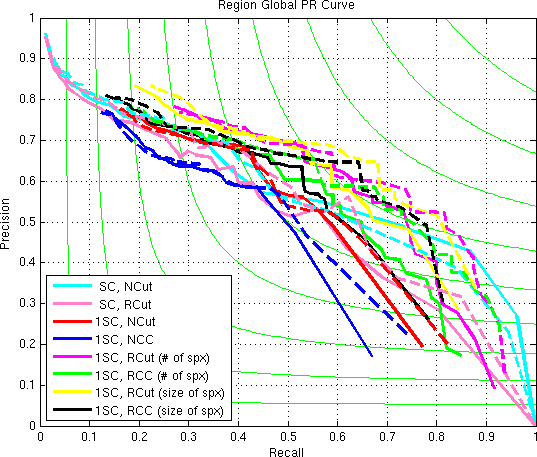 Region Global PR Curve
1
0.9
0.8
0.7
0.6
0.5
0.4
0.3
0.2
0.1
0
Precision
SC, NCut
SC, RCut
1SC, NCut
1SC, NCC
1SC, RCut (# of spx)
1SC, RCC (# of spx)
1SC, RCut (size of spx)
1SC, RCC (size of spx)
0 0.1 0.2 0.3 0.4 0.5 0.6 0.7 0.8 0.9 1
Recall